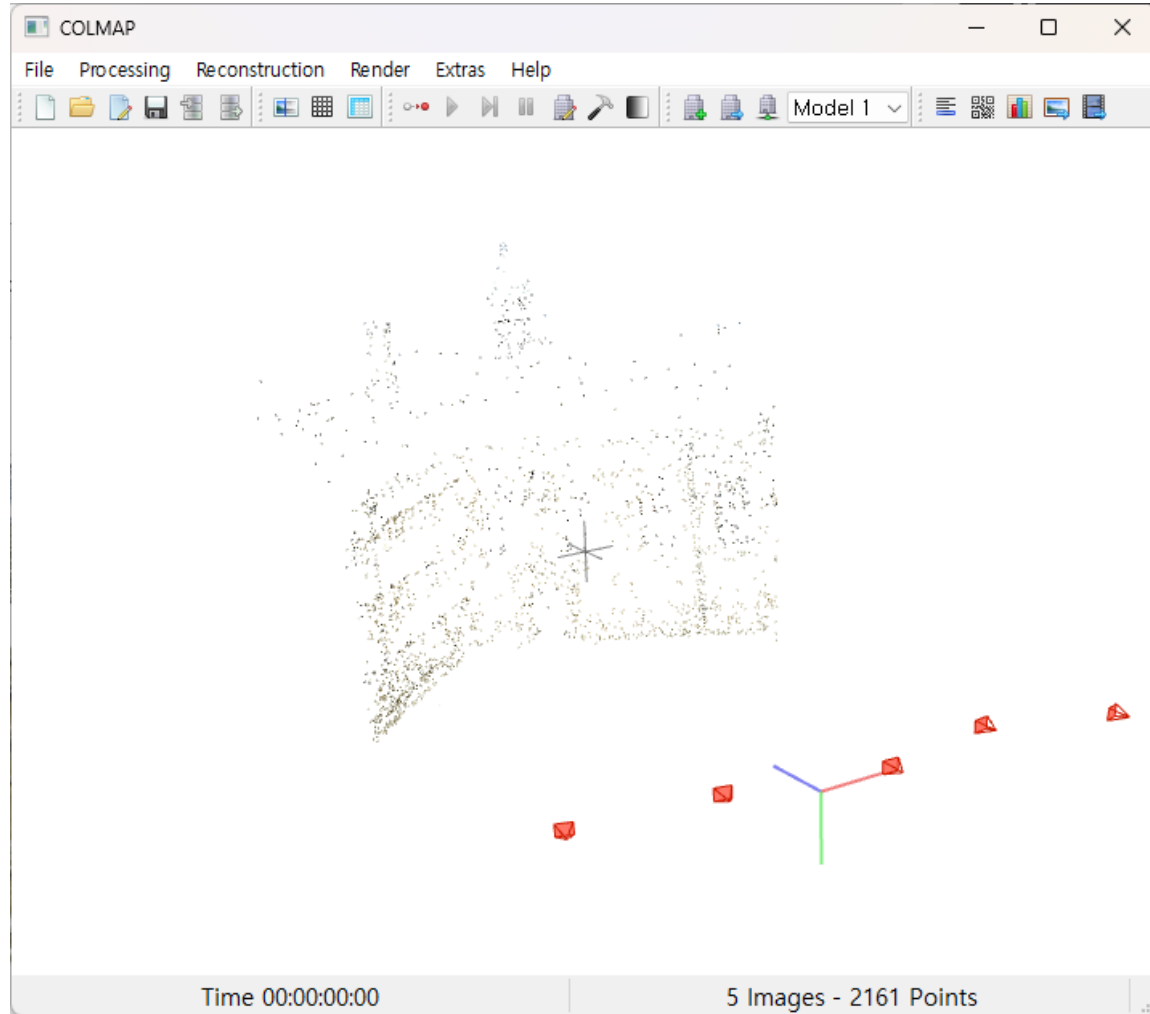 COLMAP
File Processing Reconstruction Render Extras Help
Model 1
Time 00:00:00:00 5 Images - 2161 Points